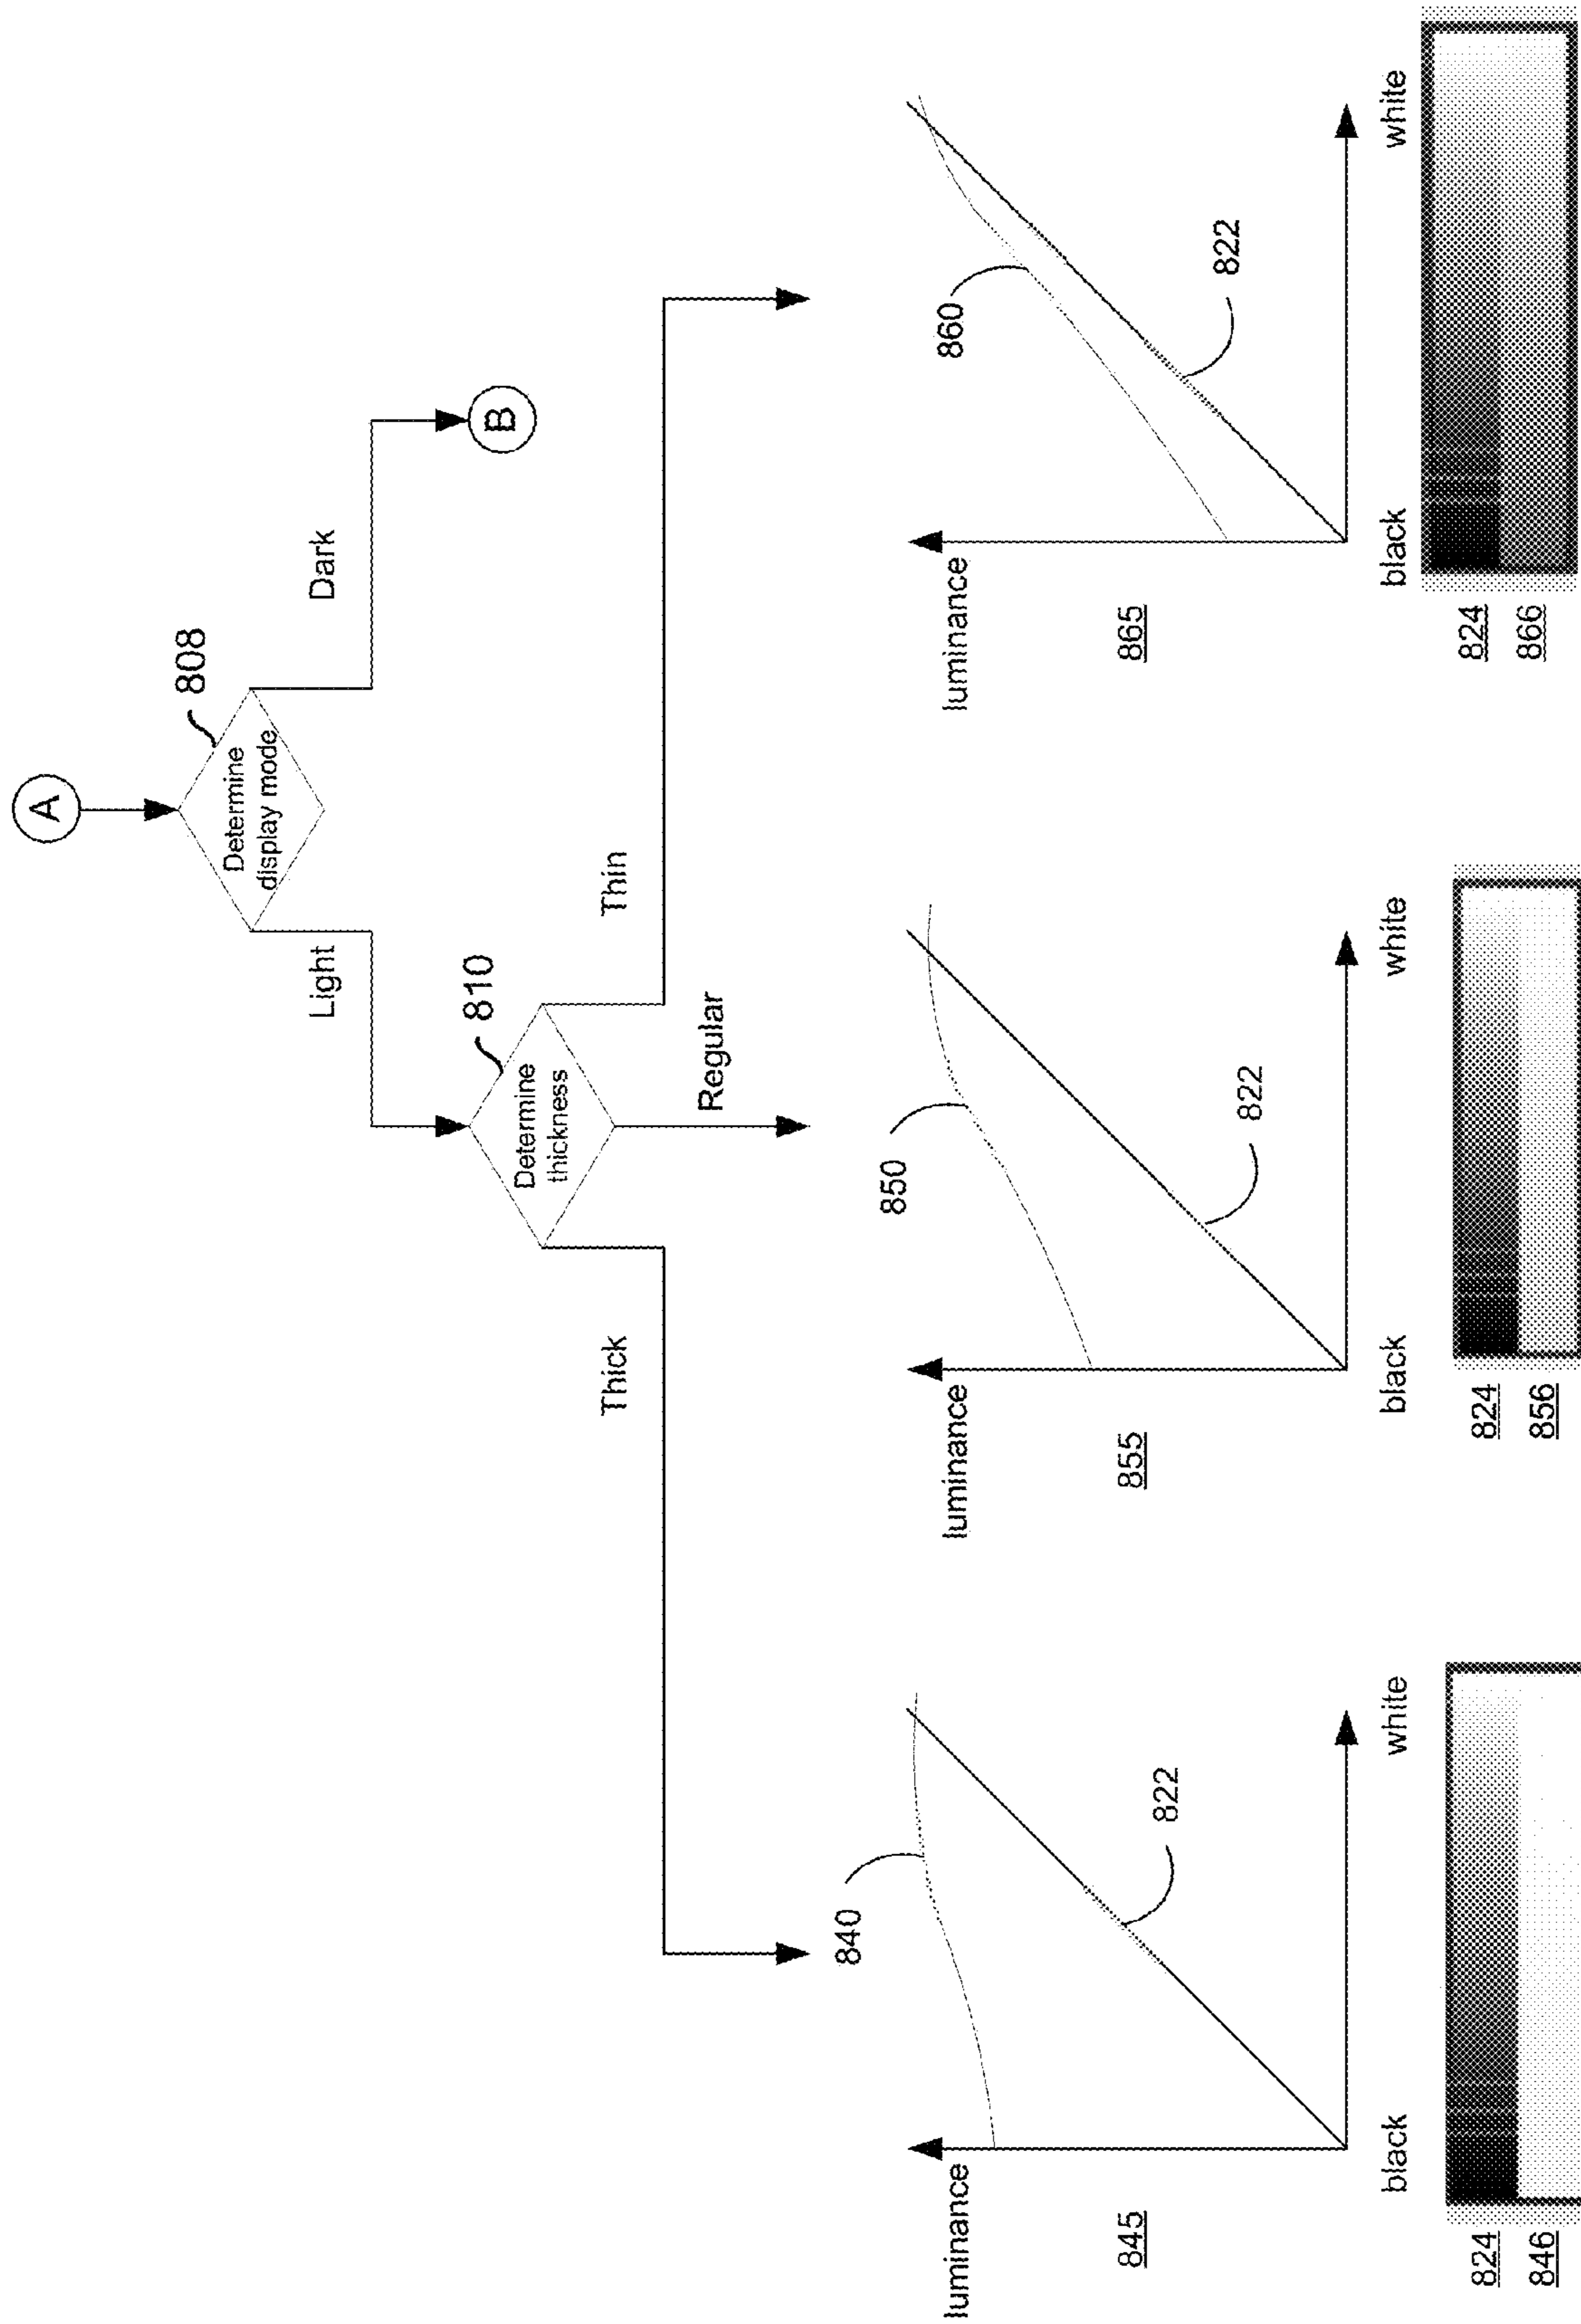 A
808
Determine
display mode
Light
Dark
B
810
Determine
thickness
Thick
Regular
Thin
840
luminance
845
822
black
white
824
846
850
luminance
855
822
black
white
824
856
luminance
860
865
822
black
white
824
866